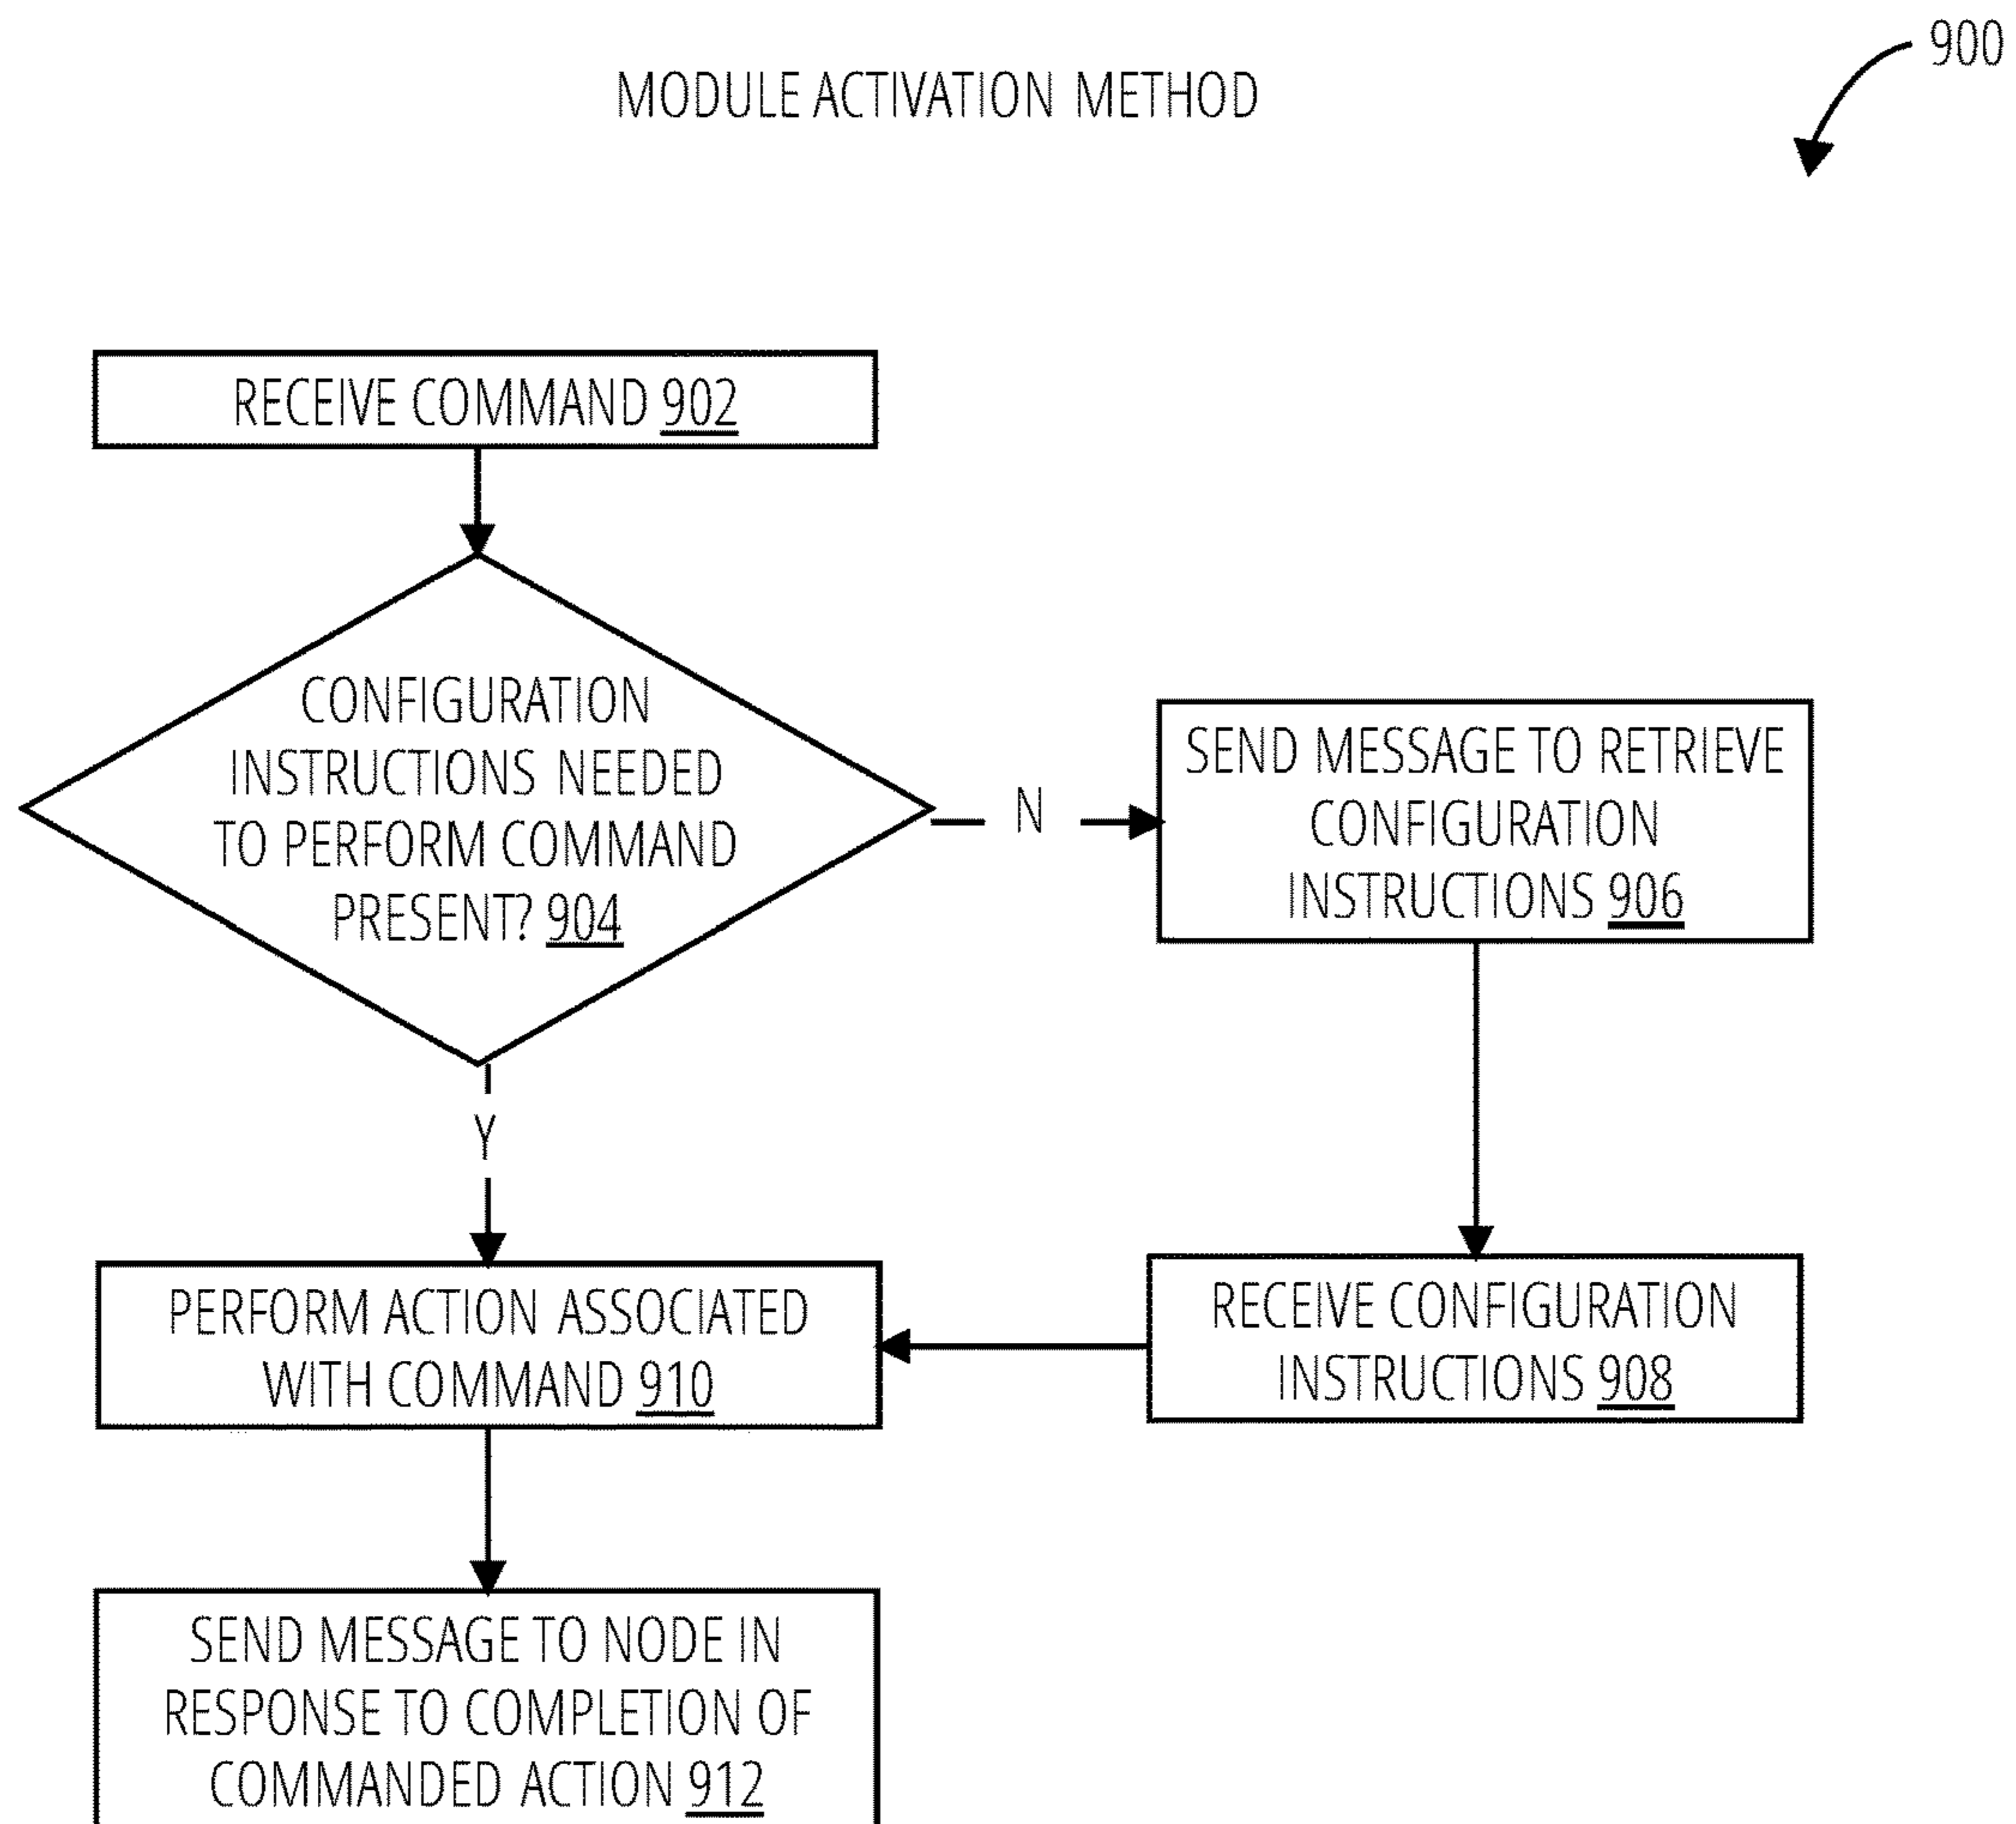 900
MODULE ACTIVATION METHOD
RECEIVE COMMAND 902
CONFIGURATION
INSTRUCTIONS NEEDED
TO PERFORM COMMAND
PRESENT? 904
N
SEND MESSAGE TO RETRIEVE
CONFIGURATION
INSTRUCTIONS 906
Y
PERFORM ACTION ASSOCIATED
WITH COMMAND 910
RECEIVE CONFIGURATION
INSTRUCTIONS 908
SEND MESSAGE TO NODE IN
RESPONSE TO COMPLETION OF
COMMANDED ACTION 912